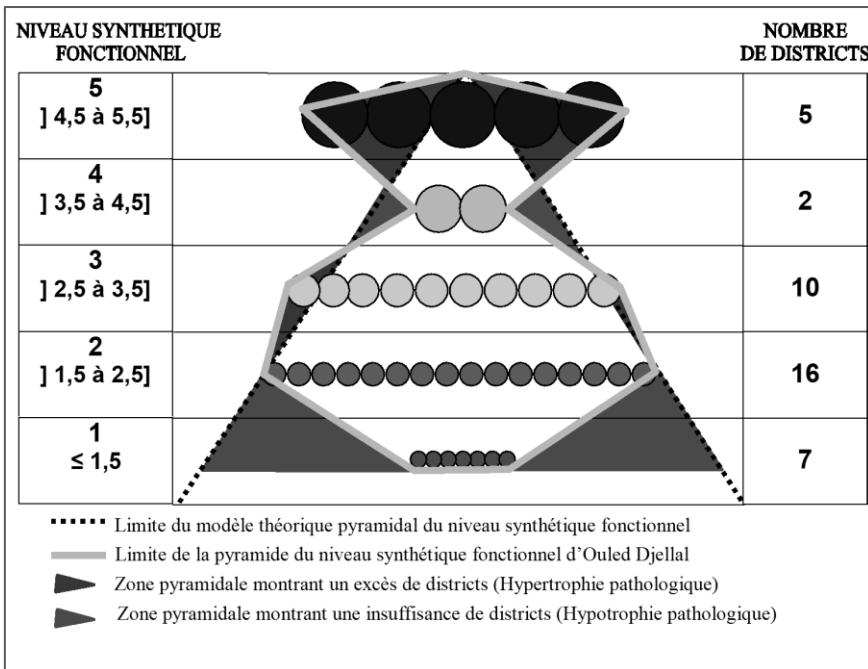 NIVEAU SYNTHETIQUE
FONCTIONNEL
NOMBRE
DE DISTRICTS
5
] 4,5 à 5,5]
5
4
] 3,5 à 4,5]
2
3
] 2,5 à 3,5]
10
2
] 1,5 à 2,5]
16
1
≤ 1,5
7
Limite du modèle théorique pyramidal du niveau synthétique fonctionnel
Limite de la pyramide du niveau synthétique fonctionnel d'Ouled Djellal
Zone pyramidale montrant un excès de districts (Hypertrophie pathologique)
Zone pyramidale montrant une insuffisance de districts (Hypotrophie pathologique)